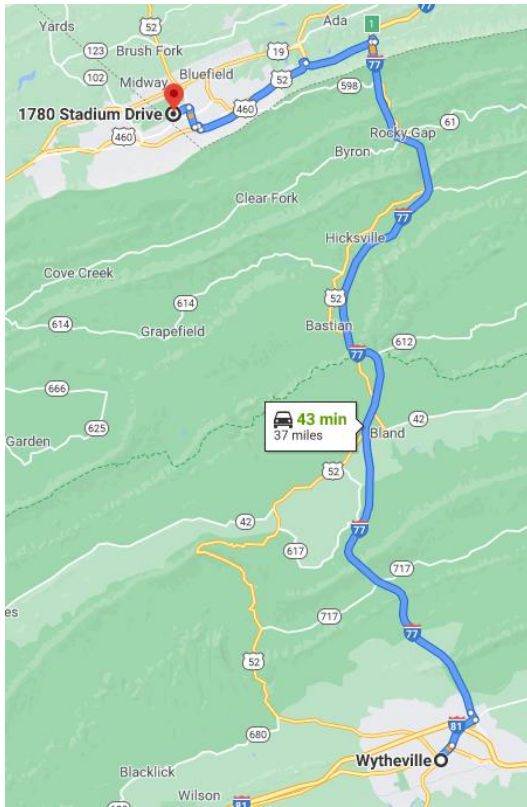 Yards
52
Ada
1
77
123
Brush Fork
19
102
Midway
Bluefield
52
1780 Stadium Drive
460
460
598
77
Rocky Gap
61
Byron
Clear Fork
77
Hicksville
Cove Creek
614
52
614
Grapefield
Bastian
612
77
666
43 min
37 miles
625
42
Garden
Bland
52
42
77
617
717
es
717
77
52
81
680
Wytheville
Blacklick
Wilson
81